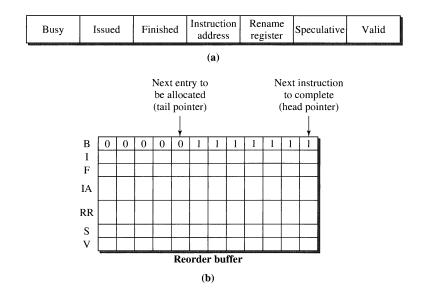 Busy Issued Finished Instruction address Rename register Speculative Valid
(a)
Next entry to
be allocated
(tail pointer)
Next instruction
to complete
(head pointer)
B 0 0 0 0 0 1 1 1 1 1 1 1
I
F
IA
RR
S
V
Reorder buffer
(b)